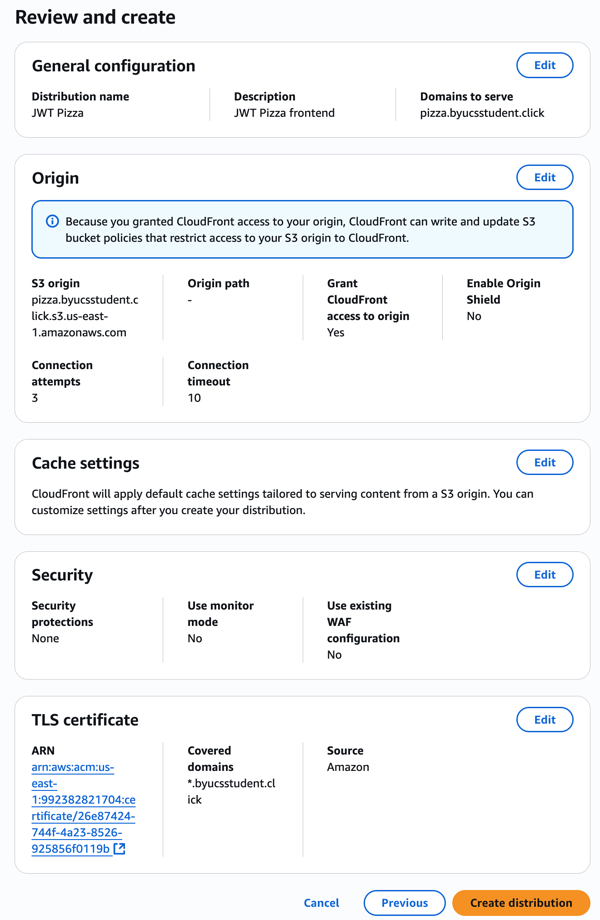 Review and create
General configuration
Edit
Distribution name
JWT Pizza
Description
JWT Pizza frontend
Domains to serve
pizza.byucsstudent.click
Origin
Edit
Because you granted CloudFront access to your origin, CloudFront can write and update S3
bucket policies that restrict access to your S3 origin to CloudFront.
S3 origin
pizza.byucsstudent.c
lick.s3.us-east-
1.amazonaws.com
Origin path
-
Grant
CloudFront
access to origin
Yes
Enable Origin
Shield
No
Connection
attempts
3
Connection
timeout
10
Cache settings
Edit
CloudFront will apply default cache settings tailored to serving content from a S3 origin. You can
customize settings after you create your distribution.
Security
Edit
Security
protections
None
Use monitor
mode
No
Use existing
WAF
configuration
No
TLS certificate
Edit
ARN
arn:aws:acm:us-
east-
1:992382821704:ce
rtificate/26e87424-
744f-4a23-8526-
925856f0119b
Covered
domains
*.byucsstudent.cl
ick
Source
Amazon
Cancel
Previous
Create distribution